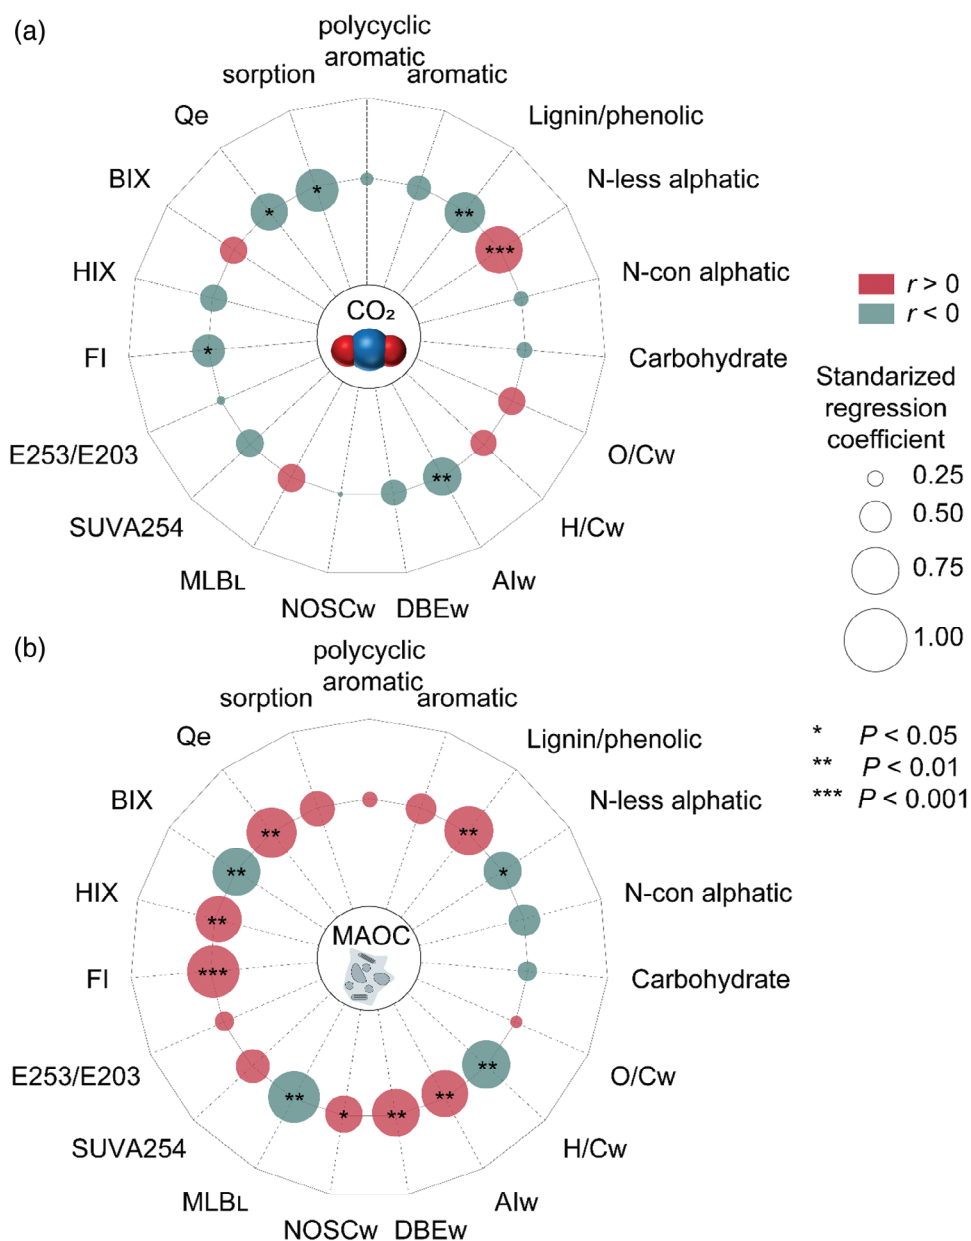 (a)
polycyclic
aromatic
aromatic
sorption
Lignin/phenolic
Qe
N-less alphatic
BIX
***
**
*
*
N-con alphatic
HIX
CO₂
r > 0
r < 0
*
FI
Carbohydrate
Standarized
regression
coefficient
E253/E203
O/Cw
0.25
**
SUVA254
H/Cw
0.50
MLBL
AIw
0.75
NOSCw
DBEw
1.00
(b)
polycyclic
aromatic
aromatic
sorption
Lignin/phenolic
Qe
* P < 0.05
** P < 0.01
*** P < 0.001
N-less alphatic
BIX
**
**
**
*
HIX
N-con alphatic
**
MAOC
***
FI
Carbohydrate
E253/E203
O/Cw
**
SUVA254
H/Cw
**
*
**
**
MLBL
AIw
NOSCw
DBEw